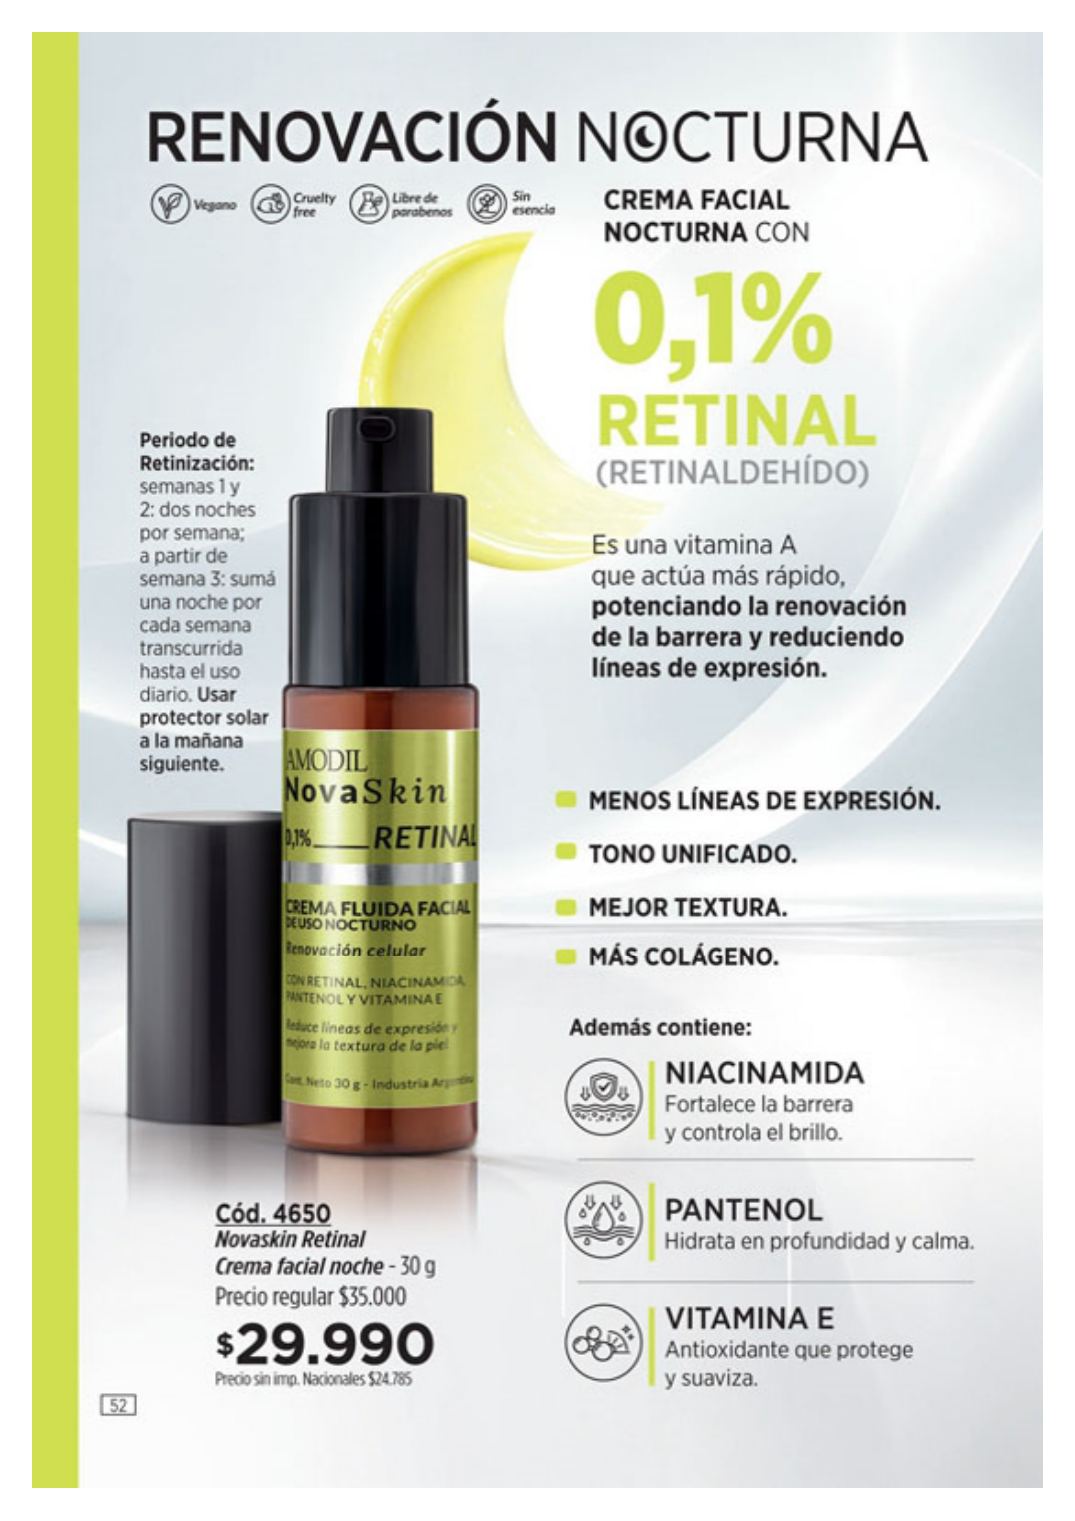 RENOVACIÓN NOCTURNA
Vegano
Cruelty
free
Libre de
parabenos
Sin
esencia
CREMA FACIAL
NOCTURNA CON
0,1%
RETINAL
(RETINALDEHÍDO)
Periodo de
Retinización:
semanas 1 y
2: dos noches
por semana;
a partir de
semana 3: sumá
una noche por
cada semana
transcurrida
hasta el uso
diario. Usar
protector solar
a la mañana
siguiente.
Es una vitamina A
que actúa más rápido,
potenciando la renovación
de la barrera y reduciendo
líneas de expresión.
AMODIL
NovaSkin
0,1% RETINAL
CREMA FLUIDA FACIAL
DE USO NOCTURNO
Renovación celular
CON RETINAL, NIACINAMIDA,
PANTENOL Y VITAMINA E
Reduce líneas de expresión y
mejora la textura de la piel
Cont. Neto 30 g - Industria Argentina
MENOS LÍNEAS DE EXPRESIÓN.
TONO UNIFICADO.
MEJOR TEXTURA.
MÁS COLÁGENO.
Además contiene:
NIACINAMIDA
Fortalece la barrera
y controla el brillo.
PANTENOL
Hidrata en profundidad y calma.
VITAMINA E
Antioxidante que protege
y suaviza.
Cód. 4650
Novaskin Retinal
Crema facial noche - 30 g
Precio regular $35.000
$29.990
Precio sin imp. Nacionales $24.785
52